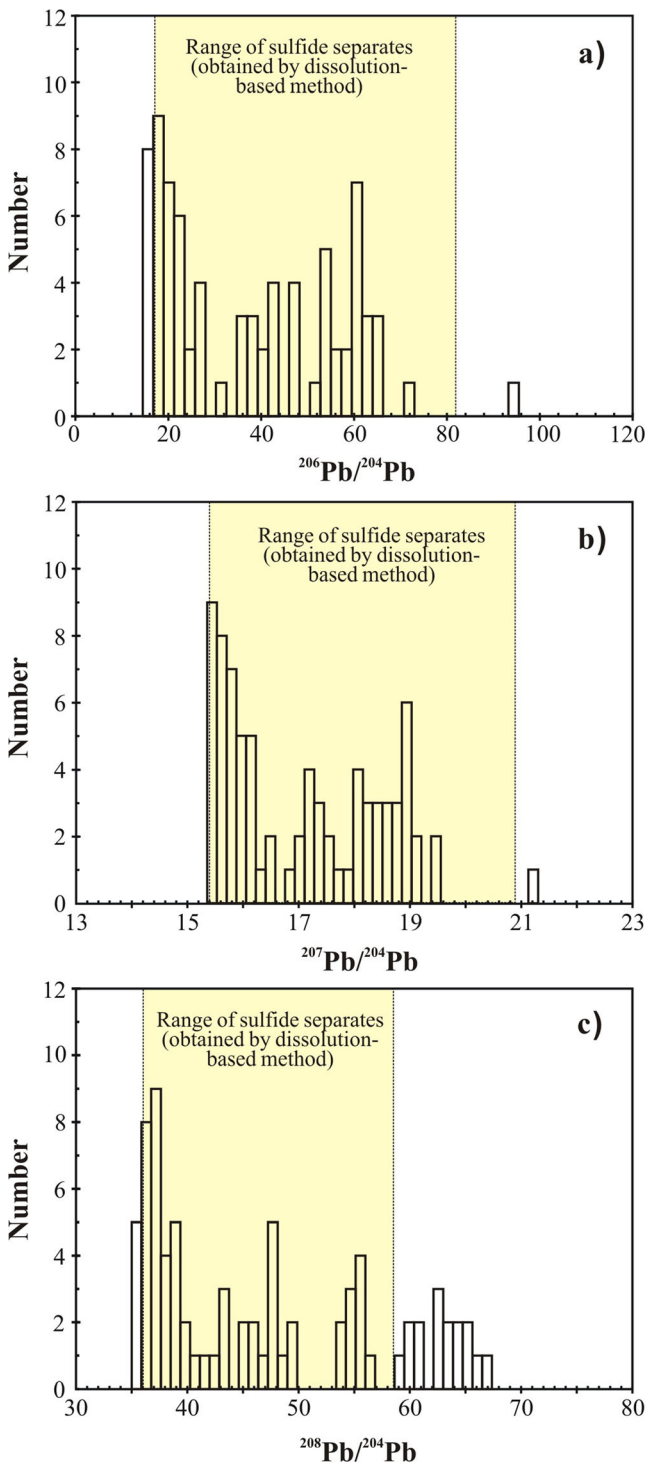 12
Range of sulfide separates
(obtained by dissolution-
based method)
a)
10
8
6
4
2
0
Number
0 20 40 60 80 100 120
²⁰⁶Pb/²⁰⁴Pb
12
Range of sulfide separates
(obtained by dissolution-
based method)
b)
10
8
6
4
2
0
Number
13 15 17 19 21 23
²⁰⁷Pb/²⁰⁴Pb
12
Range of sulfide separates
(obtained by dissolution-
based method)
c)
10
8
6
4
2
0
Number
30 40 50 60 70 80
²⁰⁸Pb/²⁰⁴Pb